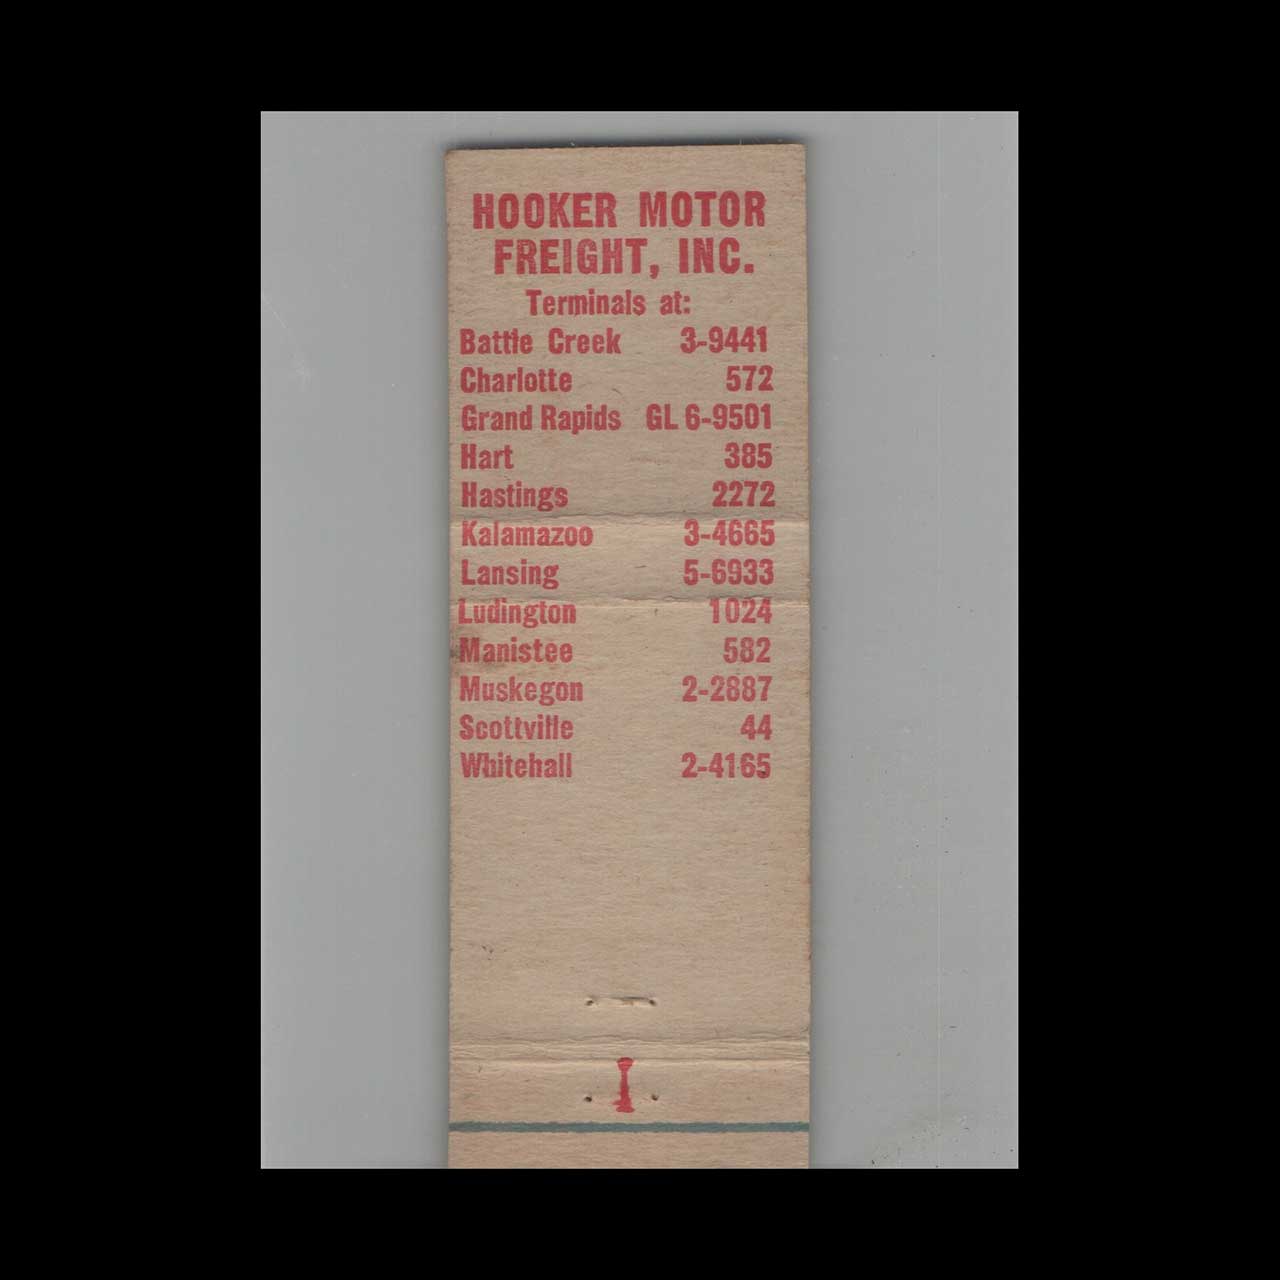 HOOKER MOTOR
FREIGHT, INC.
Terminals at:
Battle Creek 3-9441
Charlotte 572
Grand Rapids GL 6-9501
Hart 385
Hastings 2272
Kalamazoo 3-4665
Lansing 5-6933
Ludington 1024
Manistee 582
Muskegon 2-2887
Scottville 44
Whitehall 2-4165